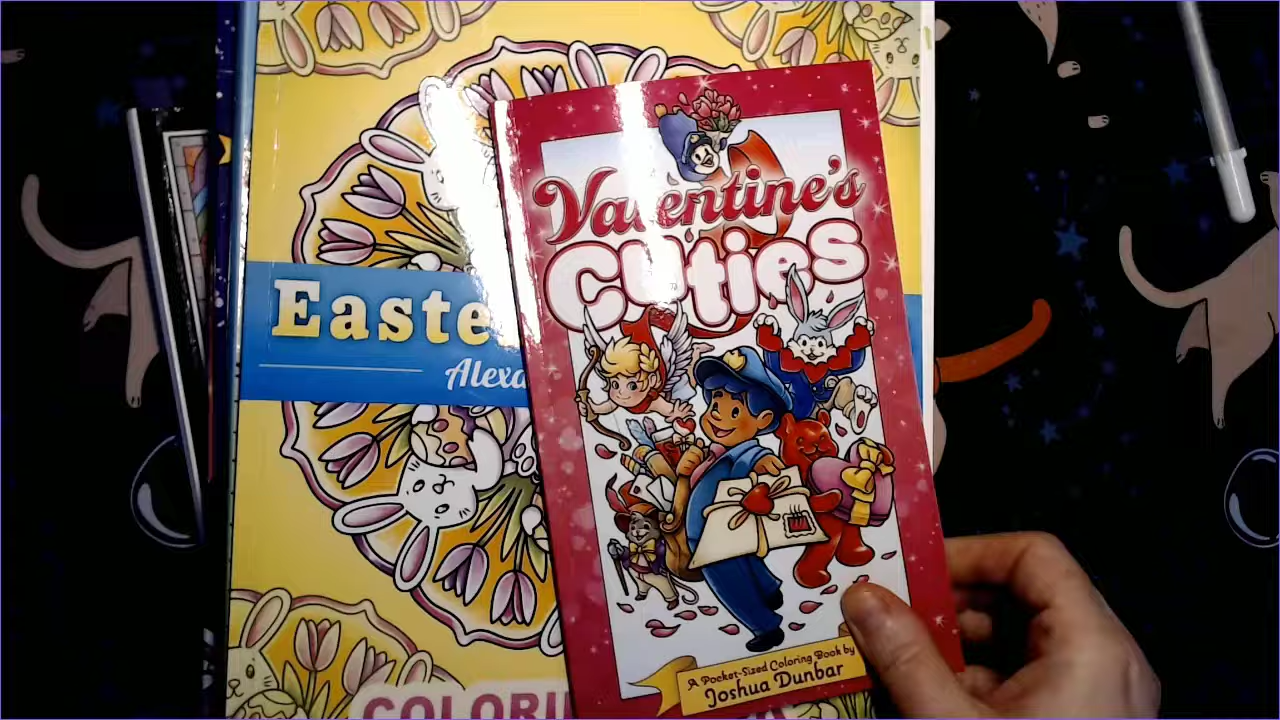 Valentine's
Cuties
A Pocket-Sized Coloring Book by
Joshua Dunbar
Easte
Alexa
COLORI